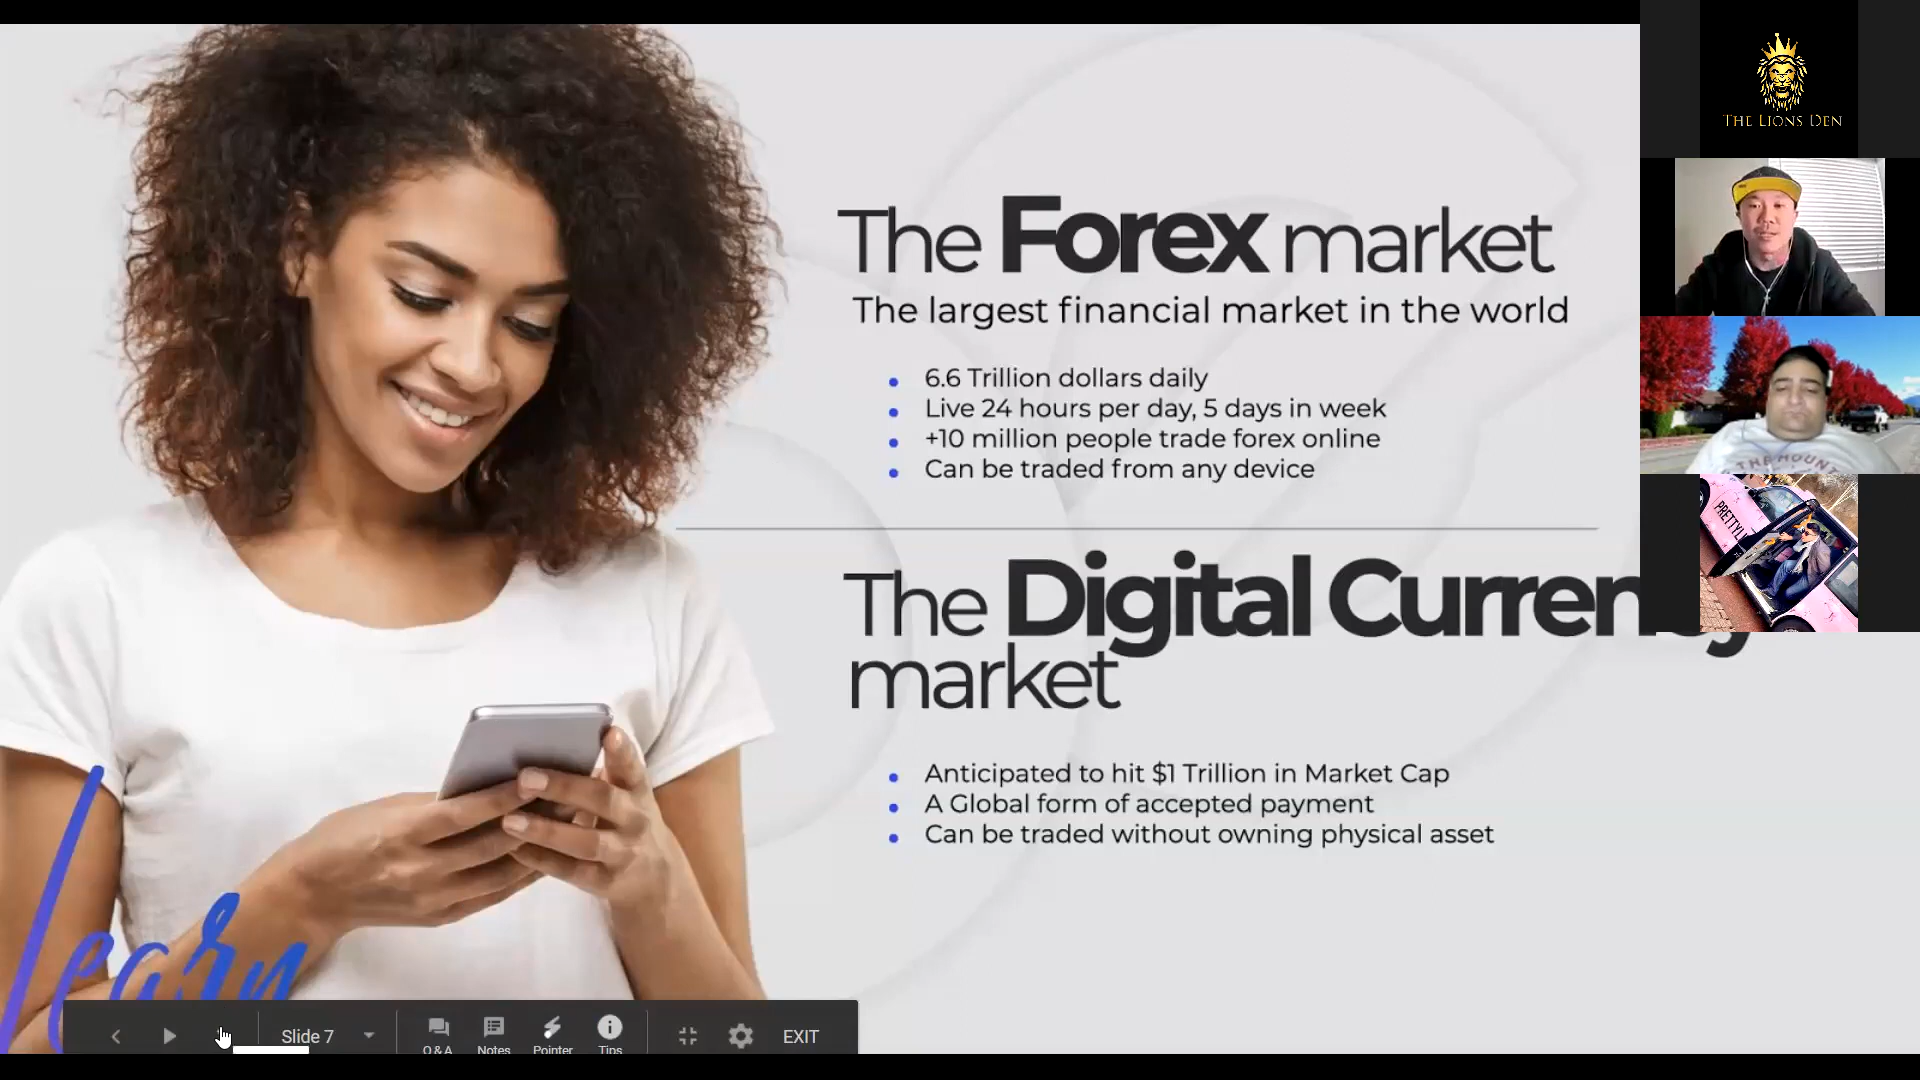 THE LIONS DEN
The Forex market
The largest financial market in the world
6.6 Trillion dollars daily
Live 24 hours per day, 5 days in week
+10 million people trade forex online
Can be traded from any device
THE MOUNT
The Digital Curren
market
Anticipated to hit $1 Trillion in Market Cap
A Global form of accepted payment
Can be traded without owning physical asset
Learn
Slide 7
Q & A
Notes
Pointer
Tips
EXIT